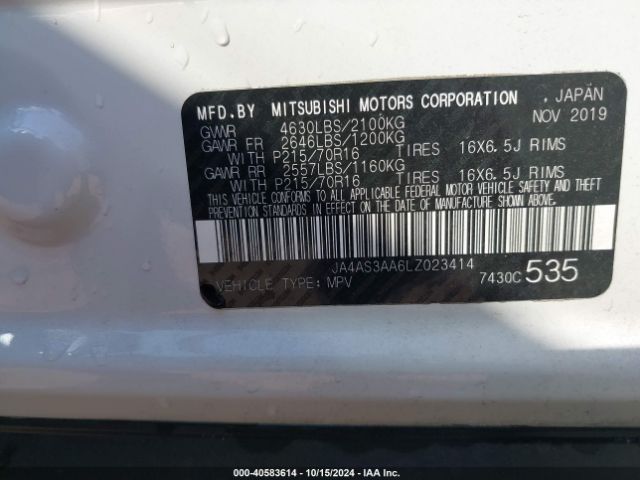 MFD.BY MITSUBISHI MOTORS CORPORATION , JAPAN
GVWR 4630LBS/2100KG NOV 2019
GAWR FR 2646LBS/1200KG
WITH P215/70R16 TIRES 16X6.5J RIMS
GAWR RR 2557LBS/1160KG
WITH P215/70R16 TIRES 16X6.5J RIMS
THIS VEHICLE CONFORMS TO ALL APPLICABLE FEDERAL MOTOR VEHICLE SAFETY AND THEFT
PREVENTION STANDARDS IN EFFECT ON THE DATE OF MANUFACTURE SHOWN ABOVE.
JA4AS3AA6LZ023414
VEHICLE TYPE: MPV 7430C 535
000-40583614 - 10/15/2024 - IAAI.COM